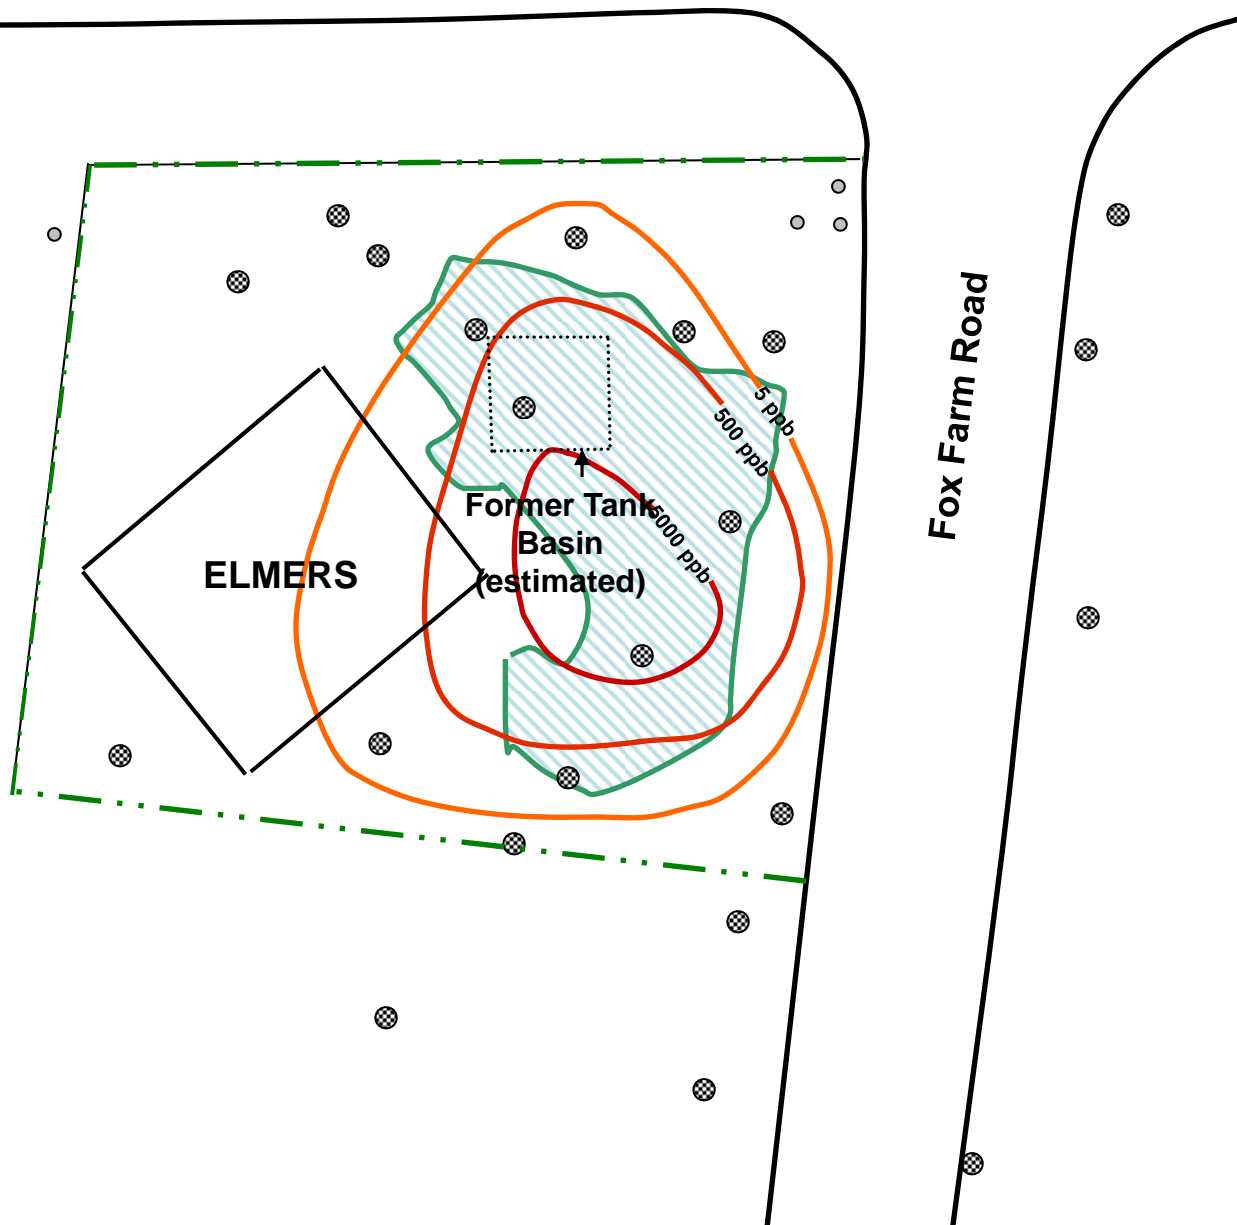 Fox Farm Road
5 ppb
500 ppb
Former Tank
Basin
(estimated)
5000 ppb
ELMERS